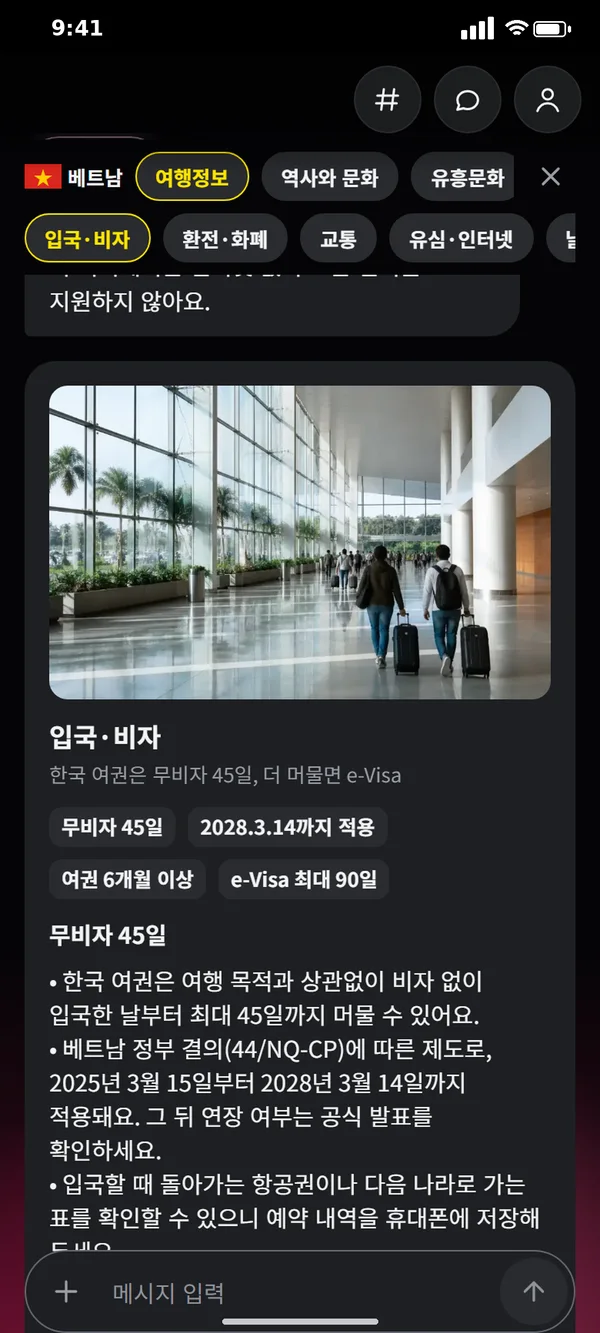 9:41
베트남
여행정보
역사와 문화
유흥문화
입국·비자
환전·화폐
교통
유심·인터넷
지원하지 않아요.
입국·비자
한국 여권은 무비자 45일, 더 머물면 e-Visa
무비자 45일
2028.3.14까지 적용
여권 6개월 이상
e-Visa 최대 90일
무비자 45일
• 한국 여권은 여행 목적과 상관없이 비자 없이
입국한 날부터 최대 45일까지 머물 수 있어요.
• 베트남 정부 결의(44/NQ-CP)에 따른 제도로,
2025년 3월 15일부터 2028년 3월 14일까지
적용돼요. 그 뒤 연장 여부는 공식 발표를
확인하세요.
• 입국할 때 돌아가는 항공권이나 다음 나라로 가는
표를 확인할 수 있으니 예약 내역을 휴대폰에 저장해
메시지 입력